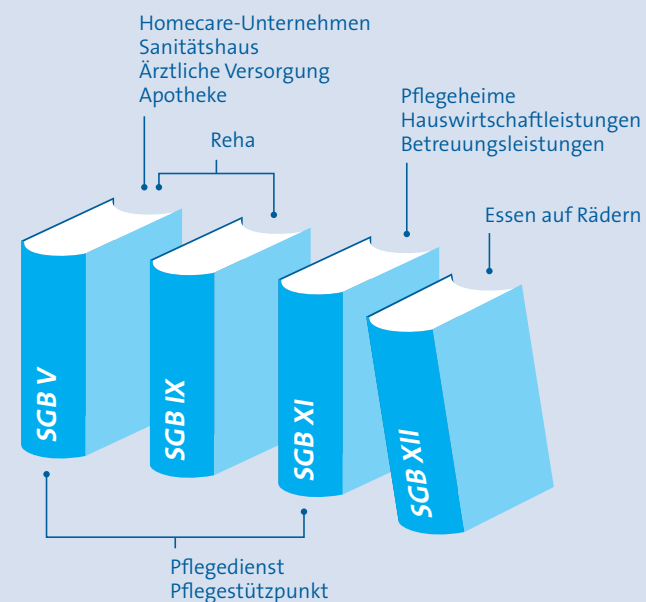 Homecare-Unternehmen
Sanitätshaus
Ärztliche Versorgung
Apotheke
Reha
Pflegeheime
Hauswirtschaftleistungen
Betreuungsleistungen
Essen auf Rädern
SGB V
SGB IX
SGB XI
SGB XII
Pflegedienst
Pflegestützpunkt